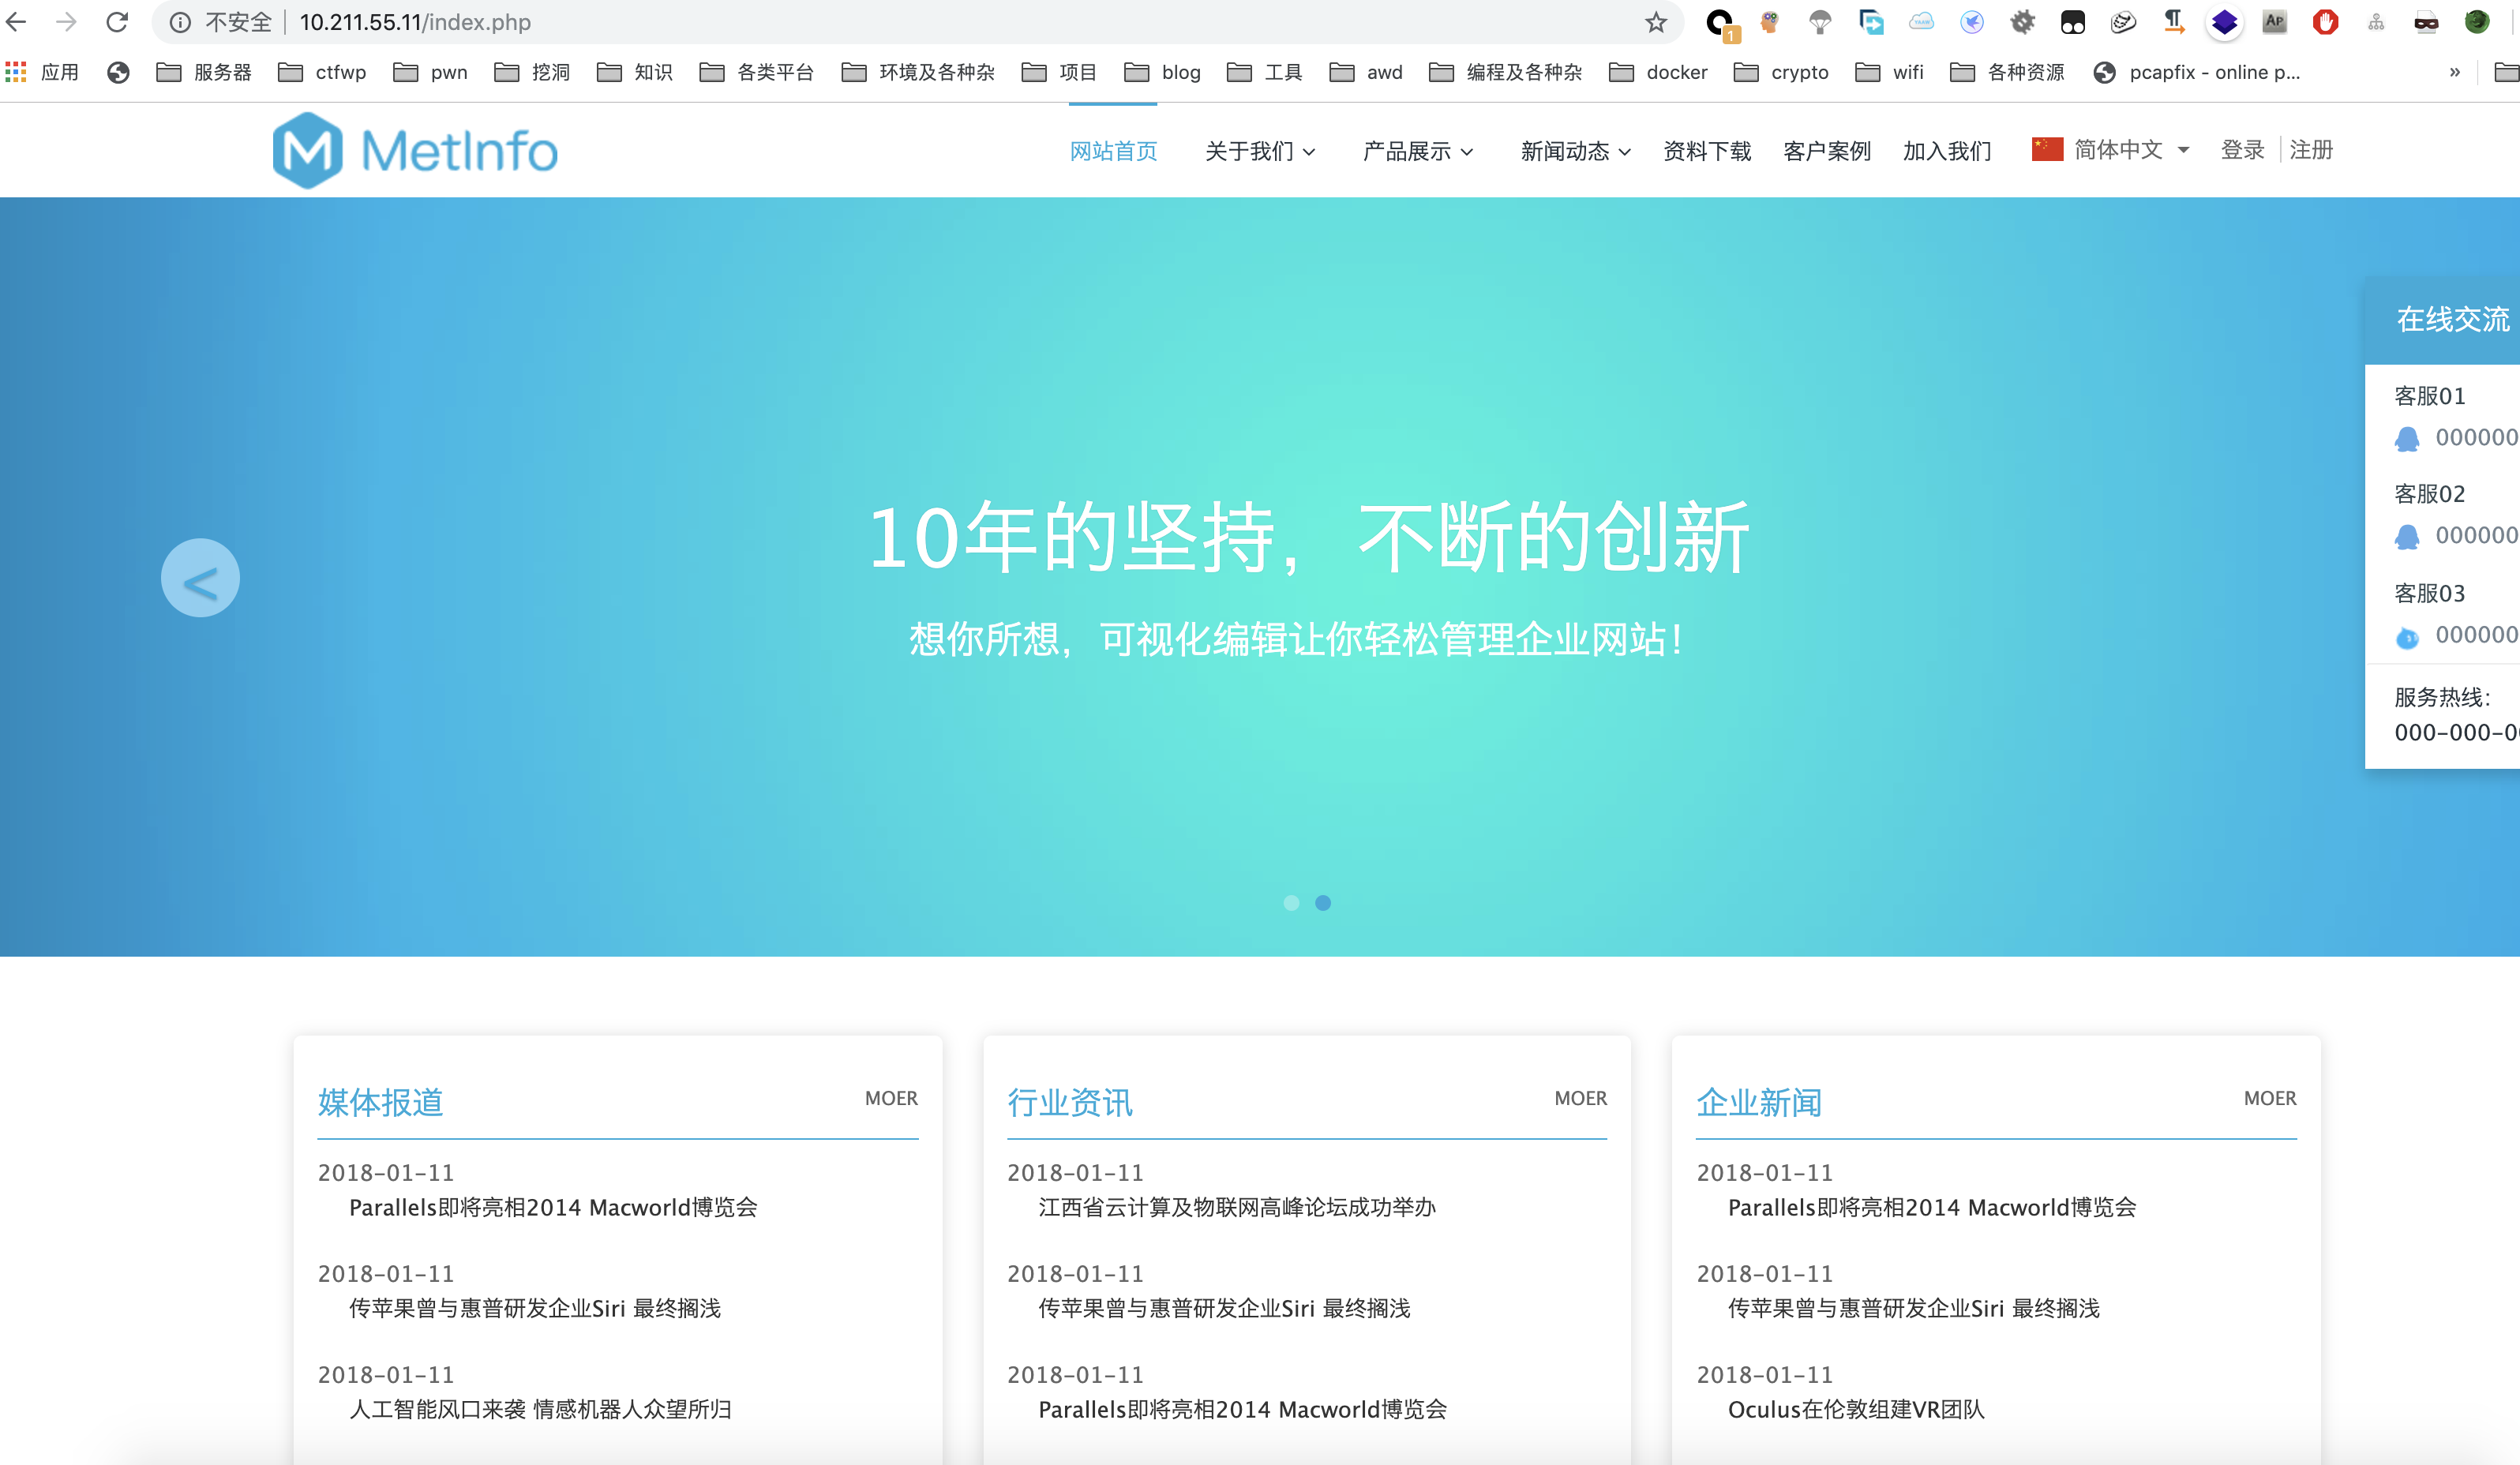 不安全 10.211.55.11/index.php
1
应用 服务器 ctfwp pwn 挖洞 知识 各类平台 环境及各种杂 项目 blog 工具 awd 编程及各种杂 docker crypto wifi 各种资源 pcapfix - online p... »
MetInfo 网站首页 关于我们 产品展示 新闻动态 资料下载 客户案例 加入我们 简体中文 登录 注册
10年的坚持，不断的创新
想你所想，可视化编辑让你轻松管理企业网站！
<
在线交流
客服01
000000
客服02
000000
客服03
000000
服务热线：
000-000-0
媒体报道 MOER
2018-01-11
Parallels即将亮相2014 Macworld博览会
2018-01-11
传苹果曾与惠普研发企业Siri 最终搁浅
2018-01-11
人工智能风口来袭 情感机器人众望所归
行业资讯 MOER
2018-01-11
江西省云计算及物联网高峰论坛成功举办
2018-01-11
传苹果曾与惠普研发企业Siri 最终搁浅
2018-01-11
Parallels即将亮相2014 Macworld博览会
企业新闻 MOER
2018-01-11
Parallels即将亮相2014 Macworld博览会
2018-01-11
传苹果曾与惠普研发企业Siri 最终搁浅
2018-01-11
Oculus在伦敦组建VR团队